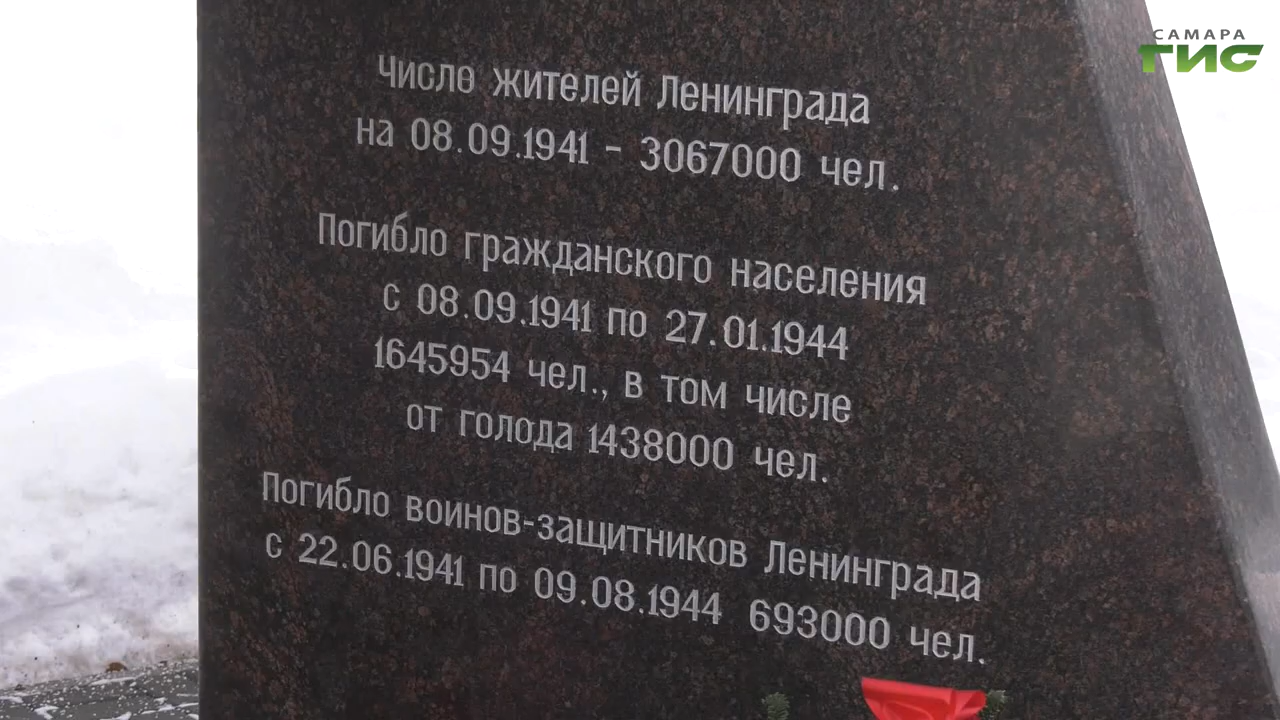 САМАРА
ГИС
Число жителей Ленинграда
на 08.09.1941 – 3067000 чел.
Погибло гражданского населения
с 08.09.1941 по 27.01.1944
1645954 чел., в том числе
от голода 1438000 чел.
Погибло воинов-защитников Ленинграда
с 22.06.1941 по 09.08.1944 693000 чел.